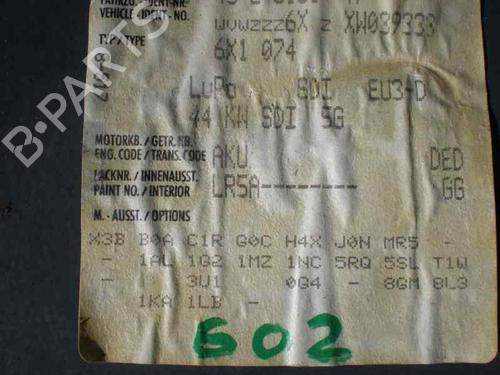 FAHRZG.-IDENT-NR.
VEHICLE-IDENT-NO.
WVWZZZ6X Z XW039333
TYP / TYPE
6X1 074
LUPO SDI EU3-D
44 KW SDI 5G
MOTORKB. / GETR. KB.
ENG. CODE / TRANS. CODE
AKU DED
LACKNR. / INNENAUSST.
PAINT NO. / INTERIOR
LR5A------- GG
M.-AUSST. / OPTIONS
X3B B0A C1R G0C H4X J0N MR5 -
- 1AL 1G2 1MZ 1NC 5RQ 5SL T1W
- 3U1 0G4 - 8GM 8L3
1KA 1LB -
602
B-PARTS